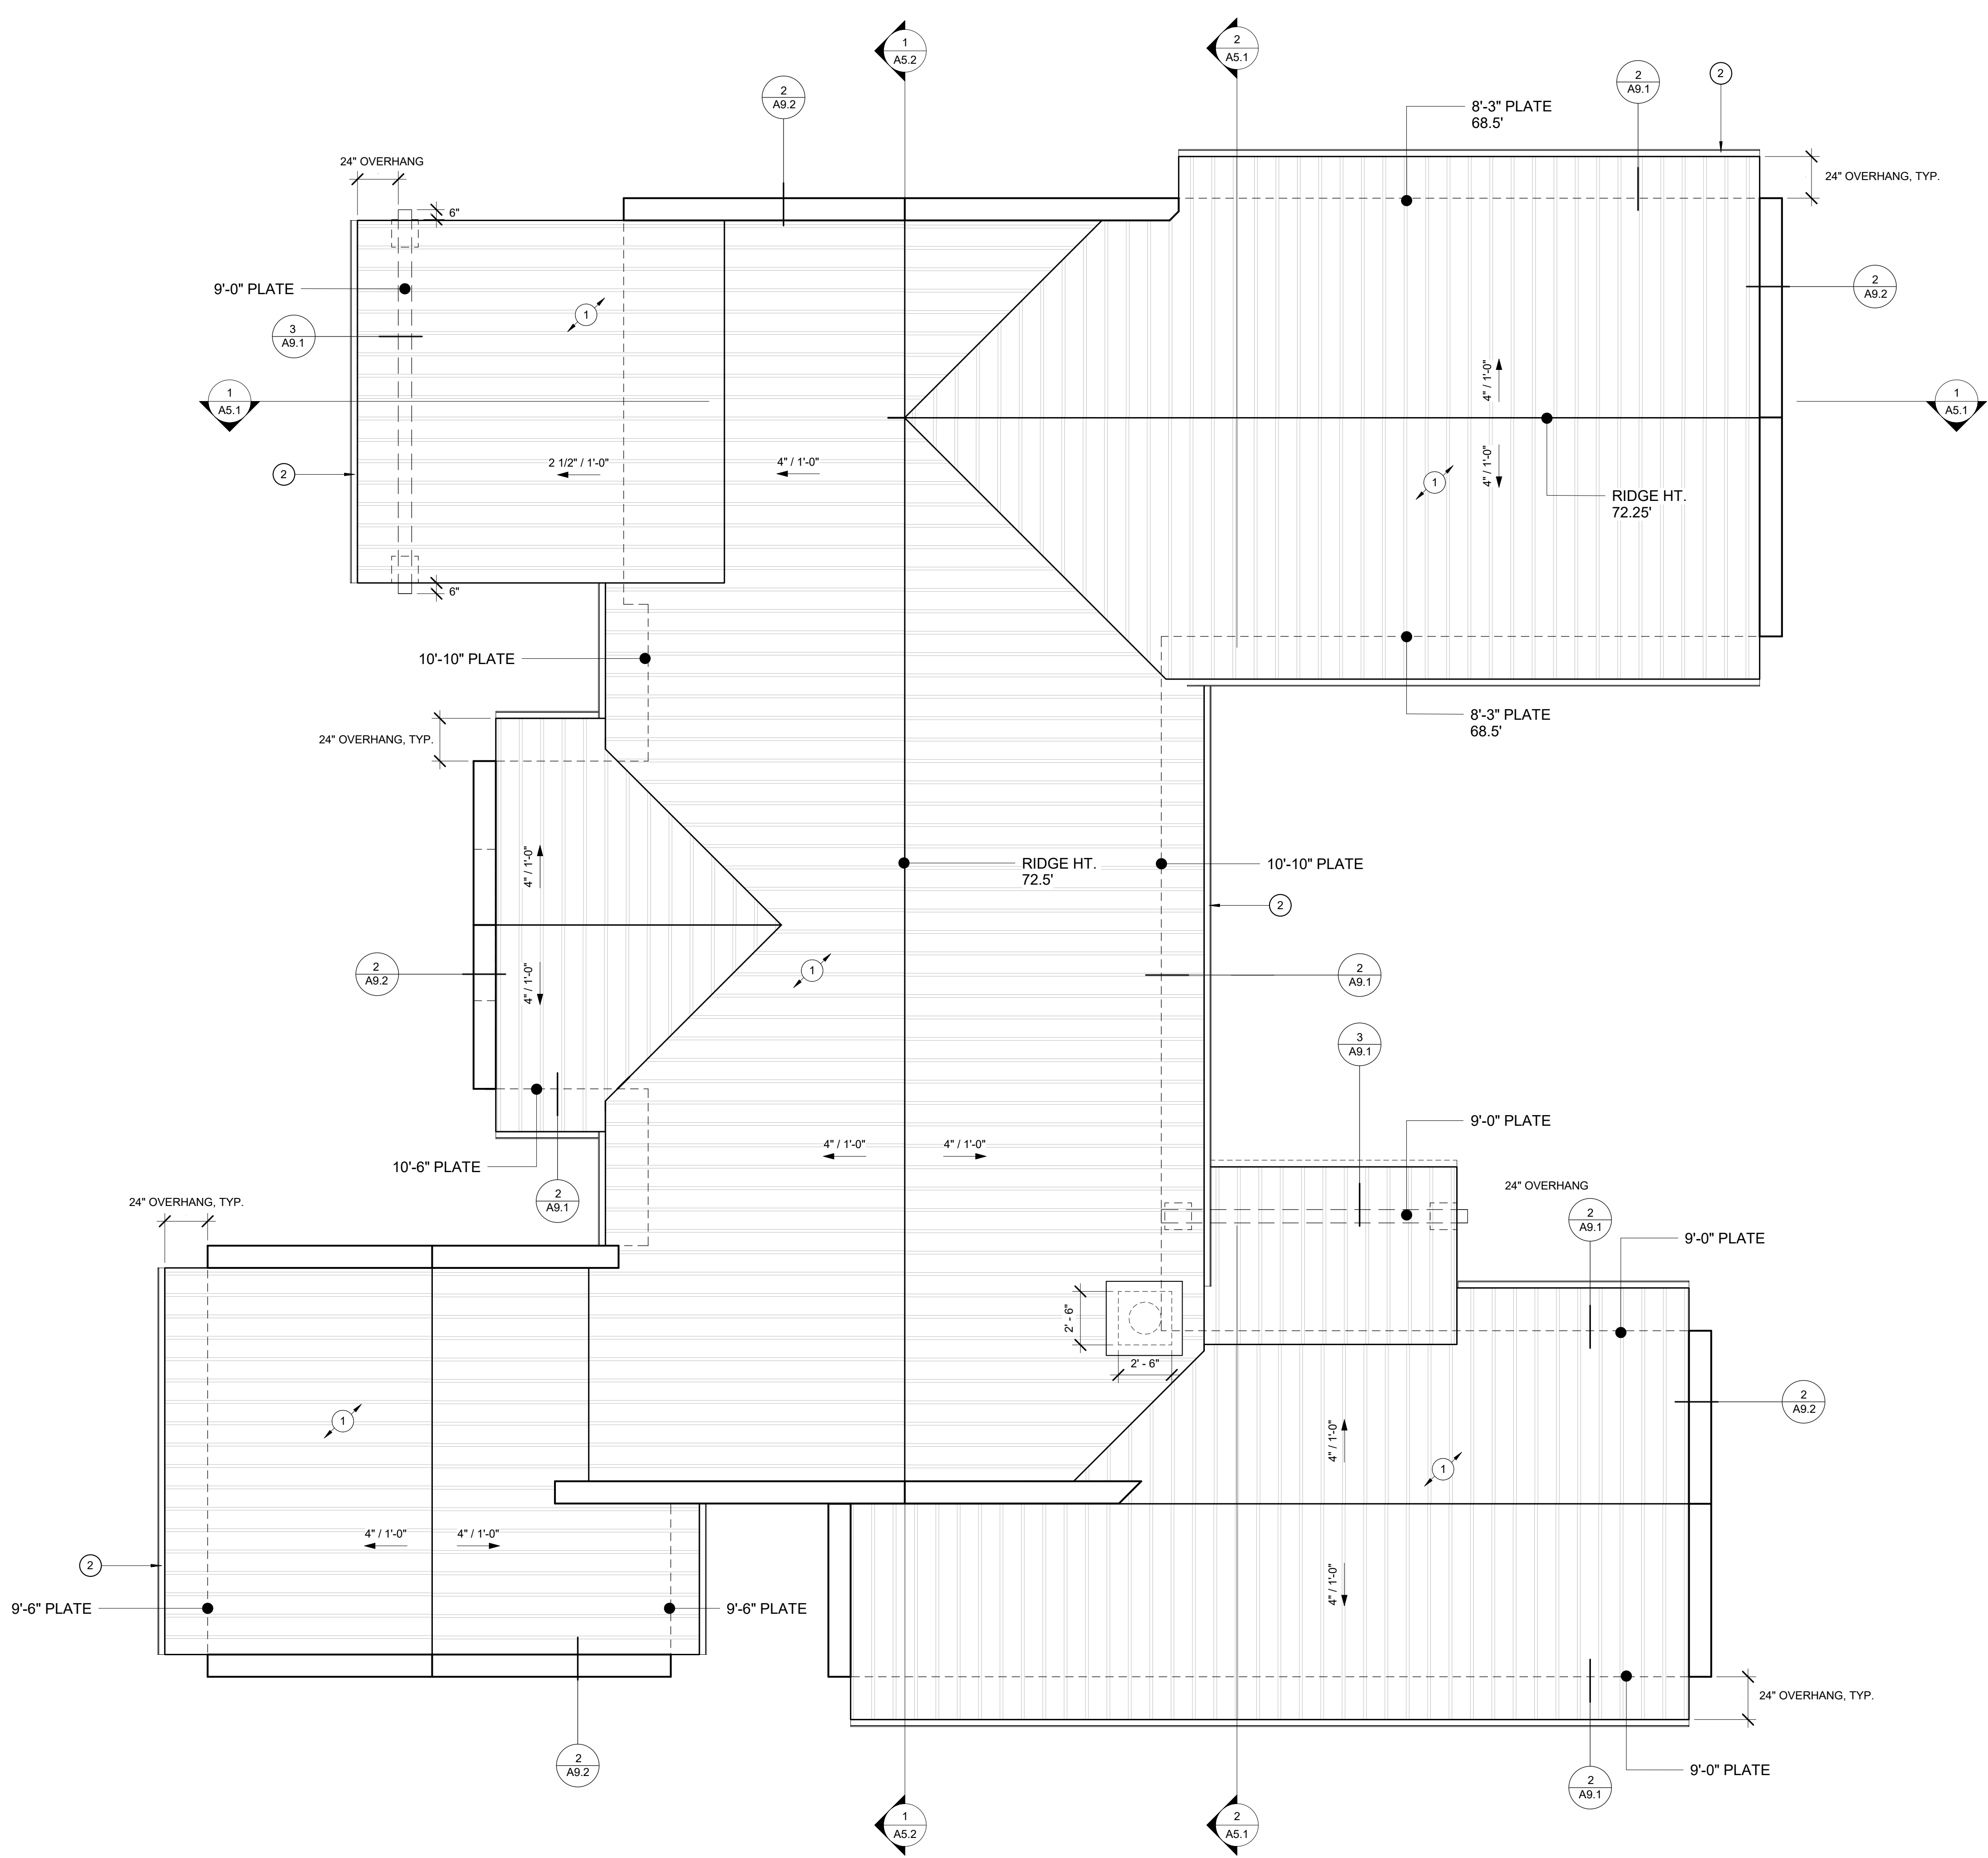 1
A5.2
2
A5.1
2
A9.2
2
A9.1
2
8'-3" PLATE
68.5'
24" OVERHANG
24" OVERHANG, TYP.
6"
9'-0" PLATE
2
A9.2
3
A9.1
1
4" / 1'-0"
1
A5.1
1
A5.1
2 1/2" / 1'-0"
4" / 1'-0"
4" / 1'-0"
2
1
RIDGE HT.
72.25'
6"
10'-10" PLATE
8'-3" PLATE
68.5'
24" OVERHANG, TYP.
4" / 1'-0"
RIDGE HT.
72.5'
10'-10" PLATE
2
2
A9.2
4" / 1'-0"
1
2
A9.1
3
A9.1
9'-0" PLATE
4" / 1'-0"
4" / 1'-0"
10'-6" PLATE
2
A9.1
24" OVERHANG
24" OVERHANG, TYP.
2
A9.1
9'-0" PLATE
2' - 6"
2' - 6"
2
A9.2
1
4" / 1'-0"
1
4" / 1'-0"
4" / 1'-0"
2
4" / 1'-0"
9'-6" PLATE
9'-6" PLATE
24" OVERHANG, TYP.
2
A9.2
9'-0" PLATE
2
A9.1
1
A5.2
2
A5.1